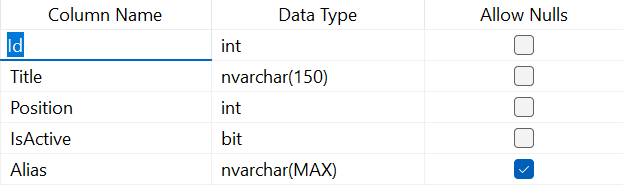 Column Name Data Type Allow Nulls
Id int
Title nvarchar(150)
Position int
IsActive bit
Alias nvarchar(MAX)